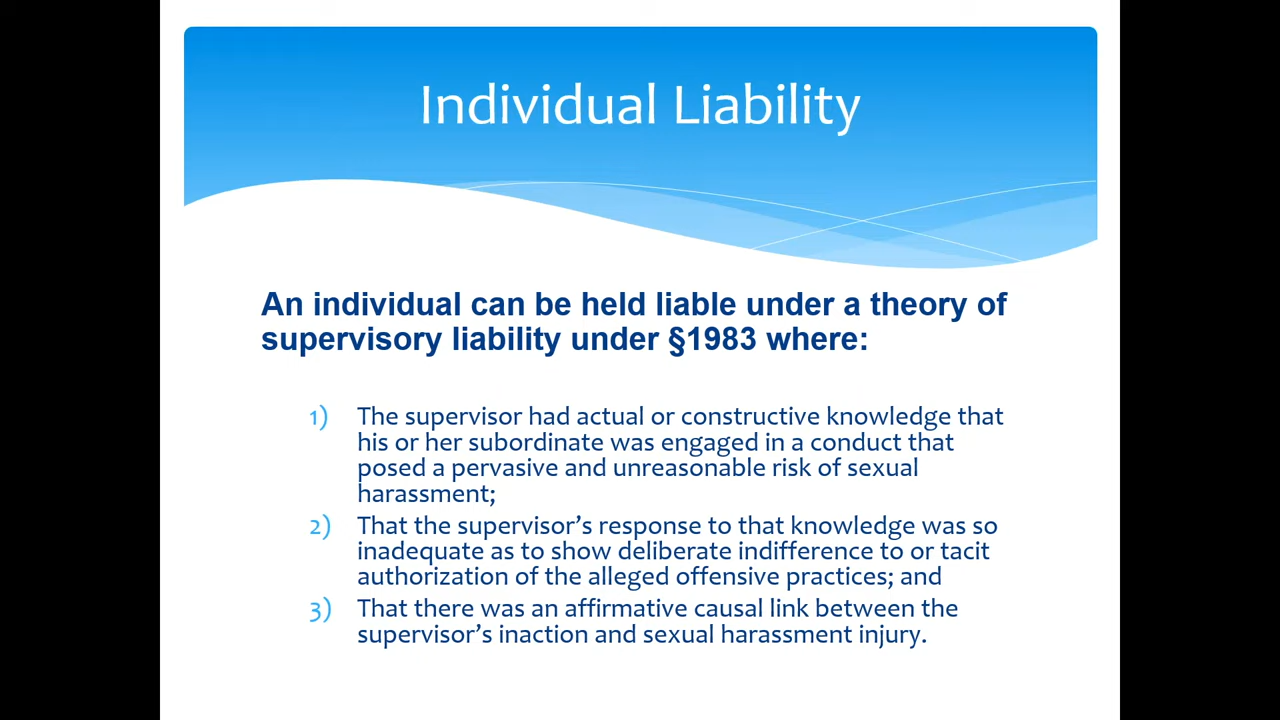 Individual Liability
An individual can be held liable under a theory of
supervisory liability under §1983 where:
1) The supervisor had actual or constructive knowledge that
his or her subordinate was engaged in a conduct that
posed a pervasive and unreasonable risk of sexual
harassment;
2) That the supervisor’s response to that knowledge was so
inadequate as to show deliberate indifference to or tacit
authorization of the alleged offensive practices; and
3) That there was an affirmative causal link between the
supervisor’s inaction and sexual harassment injury.